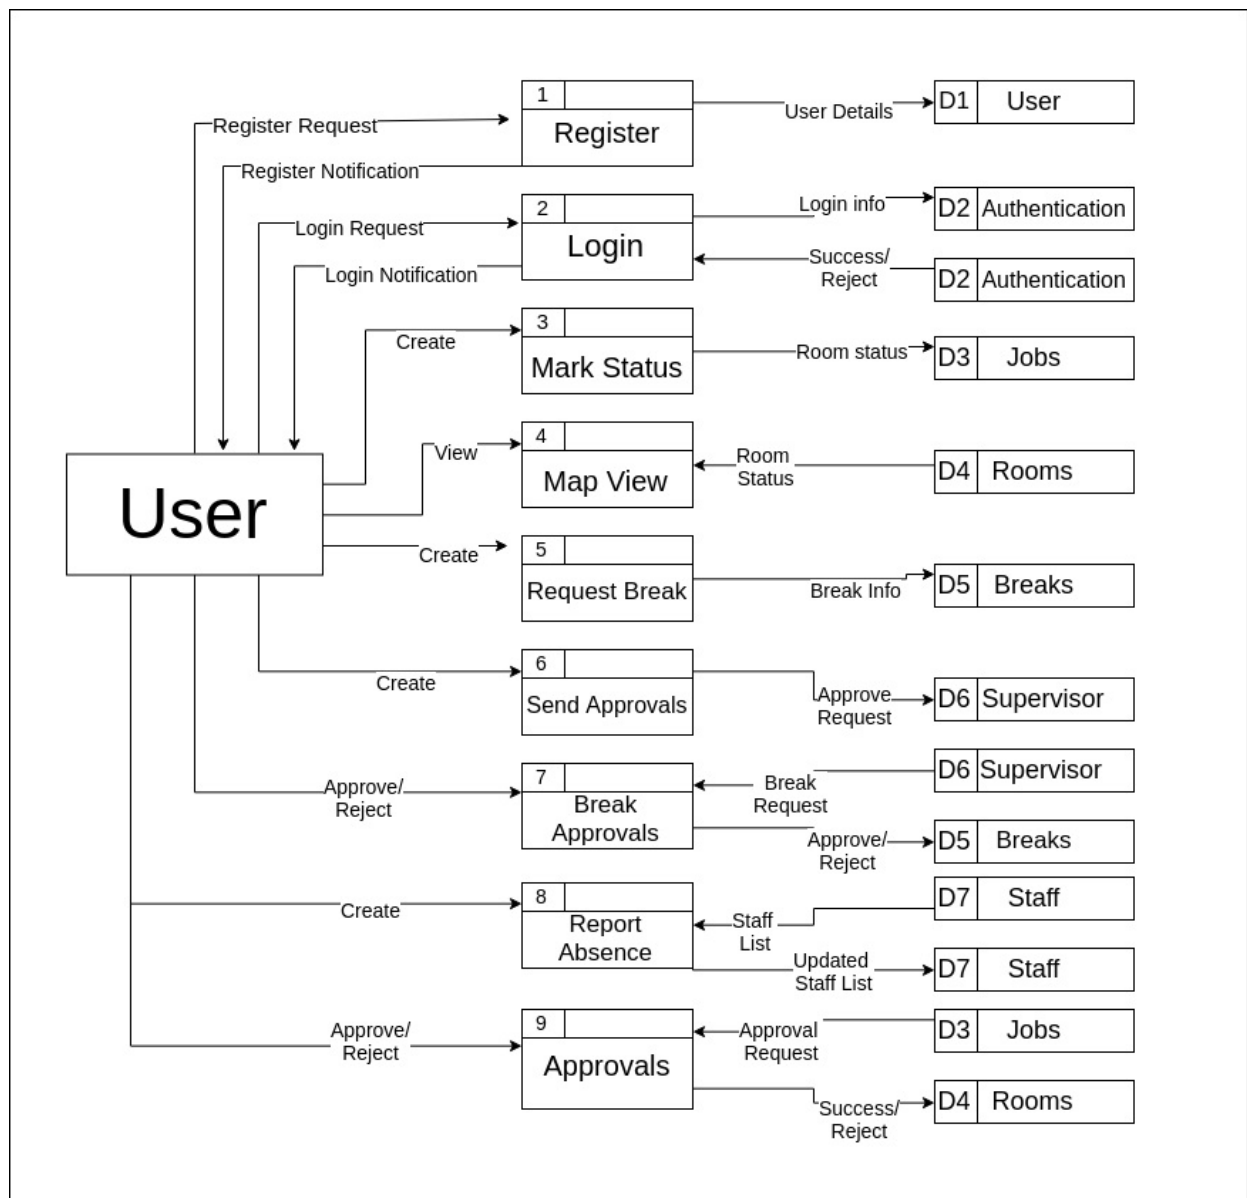 1
Register
Register Request
User Details
D1 User
Register Notification
2
Login
Login Request
Login info
D2 Authentication
Login Notification
Success/
Reject
D2 Authentication
3
Mark Status
Create
Room status
D3 Jobs
4
Map View
View
Room
Status
D4 Rooms
User
5
Request Break
Create
Break Info
D5 Breaks
6
Send Approvals
Create
Approve
Request
D6 Supervisor
7
Break
Approvals
Approve/
Reject
Break
Request
D6 Supervisor
Approve/
Reject
D5 Breaks
8
Report
Absence
Create
Staff
List
D7 Staff
Updated
Staff List
D7 Staff
9
Approvals
Approve/
Reject
Approval
Request
D3 Jobs
Success/
Reject
D4 Rooms